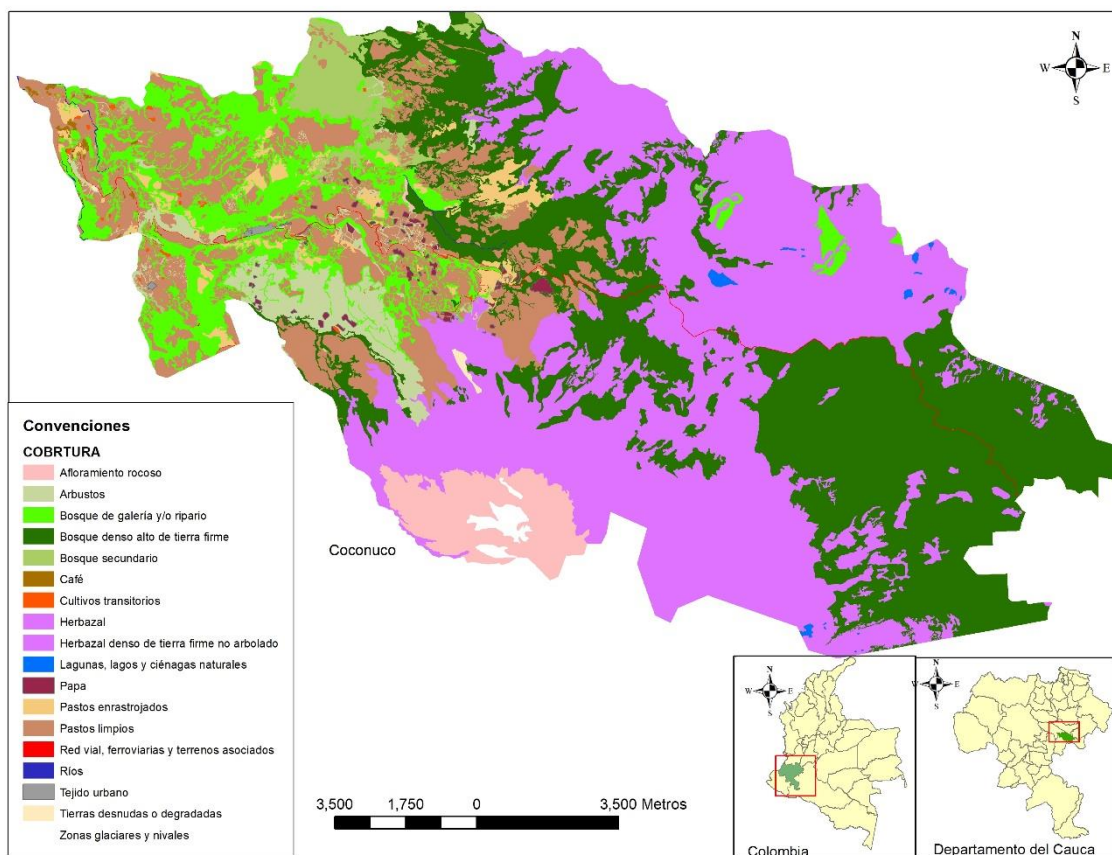 N
W E
S
Convenciones
COBRTURA
Afloramiento rocoso
Arbustos
Bosque de galería y/o ripario
Bosque denso alto de tierra firme
Bosque secundario
Café
Cultivos transitorios
Herbazal
Herbazal denso de tierra firme no arbolado
Lagunas, lagos y ciénagas naturales
Papa
Pastos enrastrojados
Pastos limpios
Red vial, ferroviarias y terrenos asociados
Ríos
Tejido urbano
Tierras desnudas o degradadas
Zonas glaciares y nivales
Coconuco
3,500 1,750 0 3,500 Metros
N
W E
S
Colombia
N
W E
S
Departamento del Cauca